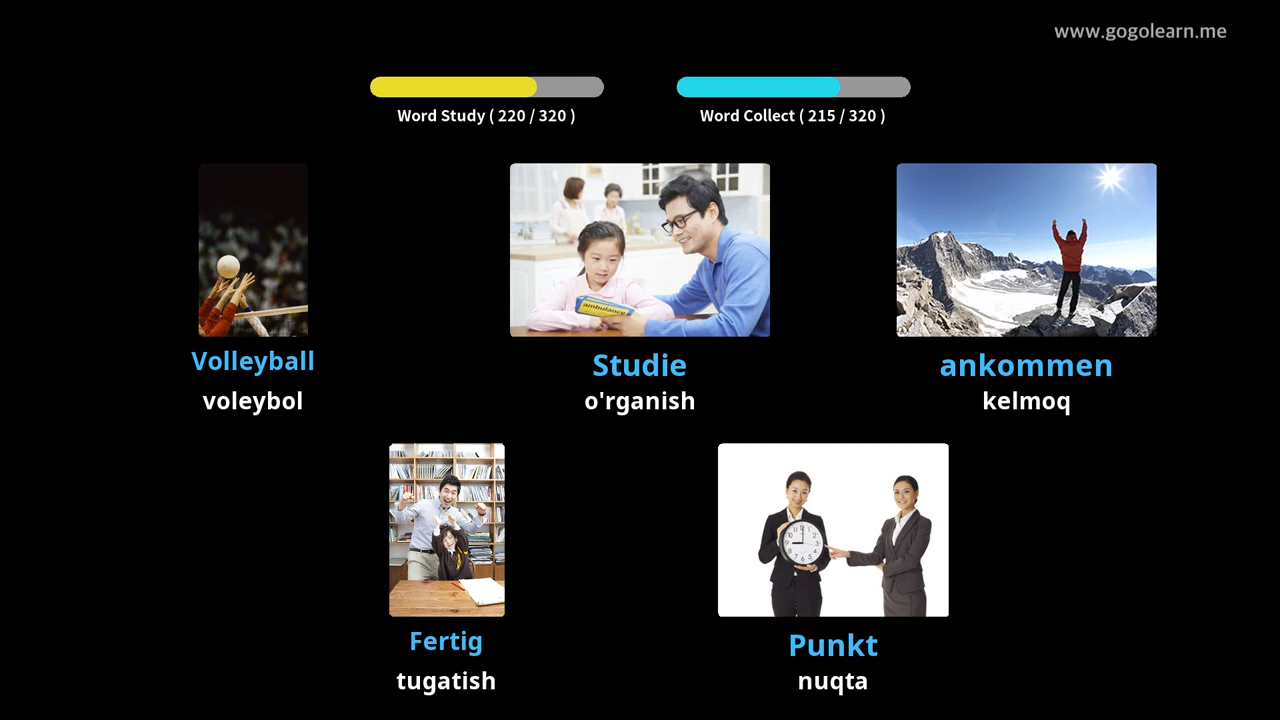 www.gogolearn.me
Word Study ( 220 / 320 )
Word Collect ( 215 / 320 )
ambulance
Volleyball
Studie
ankommen
voleybol
o'rganish
kelmoq
Fertig
Punkt
tugatish
nuqta